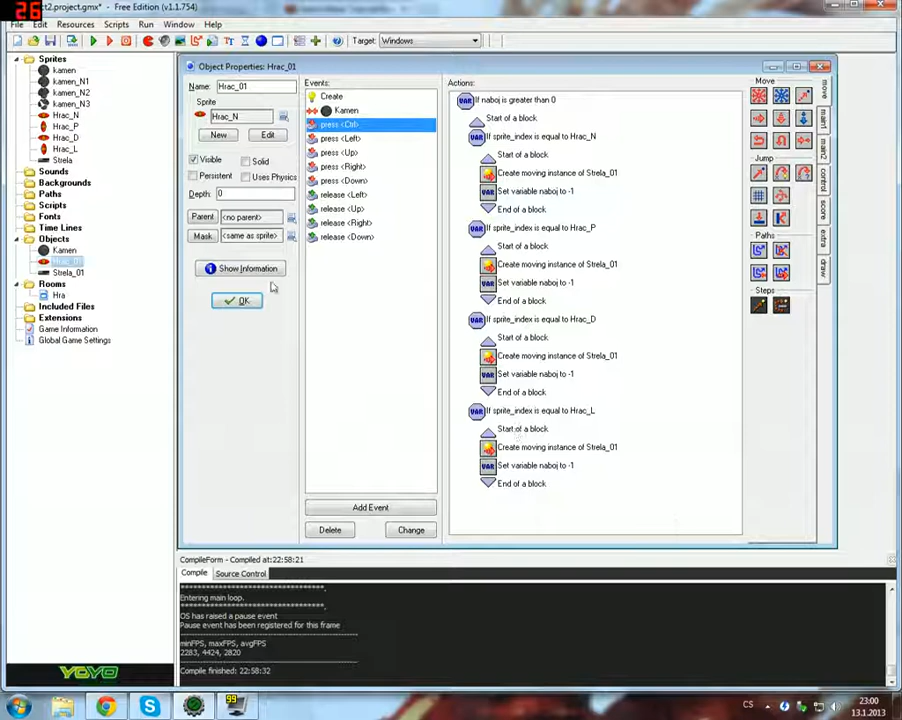 26
ct2.project.gmx* - Free Edition (v1.1.754)
File Edit Resources Scripts Run Window Help
Target: Windows
Sprites
kamen
kamen_N1
kamen_N2
kamen_N3
Hrac_N
Hrac_P
Hrac_D
Hrac_L
Strela
Sounds
Backgrounds
Paths
Scripts
Fonts
Time Lines
Objects
Kamen
Hrac_01
Strela_01
Rooms
Hra
Included Files
Extensions
Game Information
Global Game Settings
Object Properties: Hrac_01
Name: Hrac_01
Sprite
Hrac_N
New Edit
Visible Solid
Persistent Uses Physics
Depth: 0
Parent <no parent>
Mask <same as sprite>
Show Information
OK
Events:
Create
Kamen
press <Ctrl>
press <Left>
press <Up>
press <Right>
press <Down>
release <Left>
release <Up>
release <Right>
release <Down>
Add Event
Delete Change
Actions:
If naboj is greater than 0
Start of a block
If sprite_index is equal to Hrac_N
Start of a block
Create moving instance of Strela_01
Set variable naboj to -1
End of a block
If sprite_index is equal to Hrac_P
Start of a block
Create moving instance of Strela_01
Set variable naboj to -1
End of a block
If sprite_index is equal to Hrac_D
Start of a block
Create moving instance of Strela_01
Set variable naboj to -1
End of a block
If sprite_index is equal to Hrac_L
Start of a block
Create moving instance of Strela_01
Set variable naboj to -1
End of a block
Move
Jump
Paths
Steps
move
main1
main2
control
score
extra
draw
CompileForm - Compiled at:22:58:21
Compile Source Control
Entering main loop.
OS has raised a pause event
Pause event has been registered for this frame
minFPS, maxFPS, avgFPS
2283, 4424, 2820
Compile finished: 22:58:32
YOYO
99
CS
23:00
13.1.2013